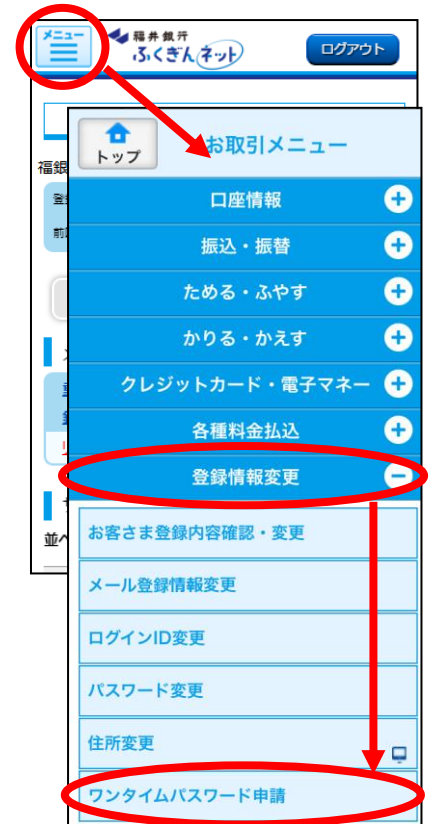 メニュー
福井銀行
ふくぎんネット
ログアウト
トップ
お取引メニュー
福銀
口座情報
振込・振替
ためる・ふやす
かりる・かえす
クレジットカード・電子マネー
各種料金払込
登録情報変更
並べ
お客さま登録内容確認・変更
メール登録情報変更
ログインID変更
パスワード変更
住所変更
ワンタイムパスワード申請